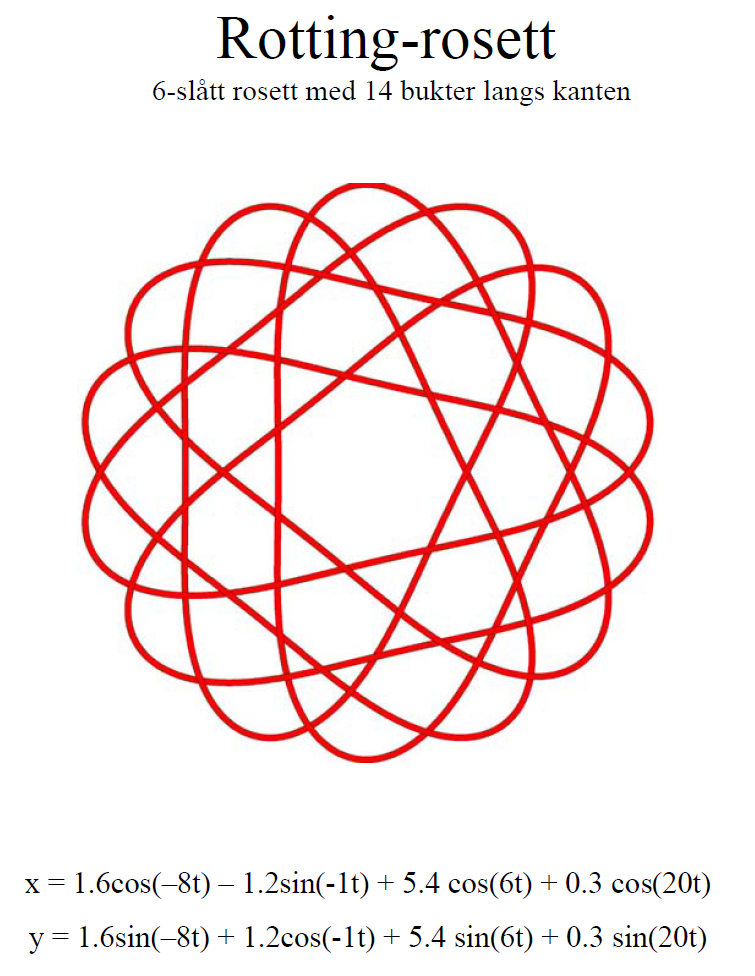 Rotting-rosett
6-slått rosett med 14 bukter langs kanten
x = 1.6cos(–8t) – 1.2sin(-1t) + 5.4 cos(6t) + 0.3 cos(20t)
y = 1.6sin(–8t) + 1.2cos(-1t) + 5.4 sin(6t) + 0.3 sin(20t)